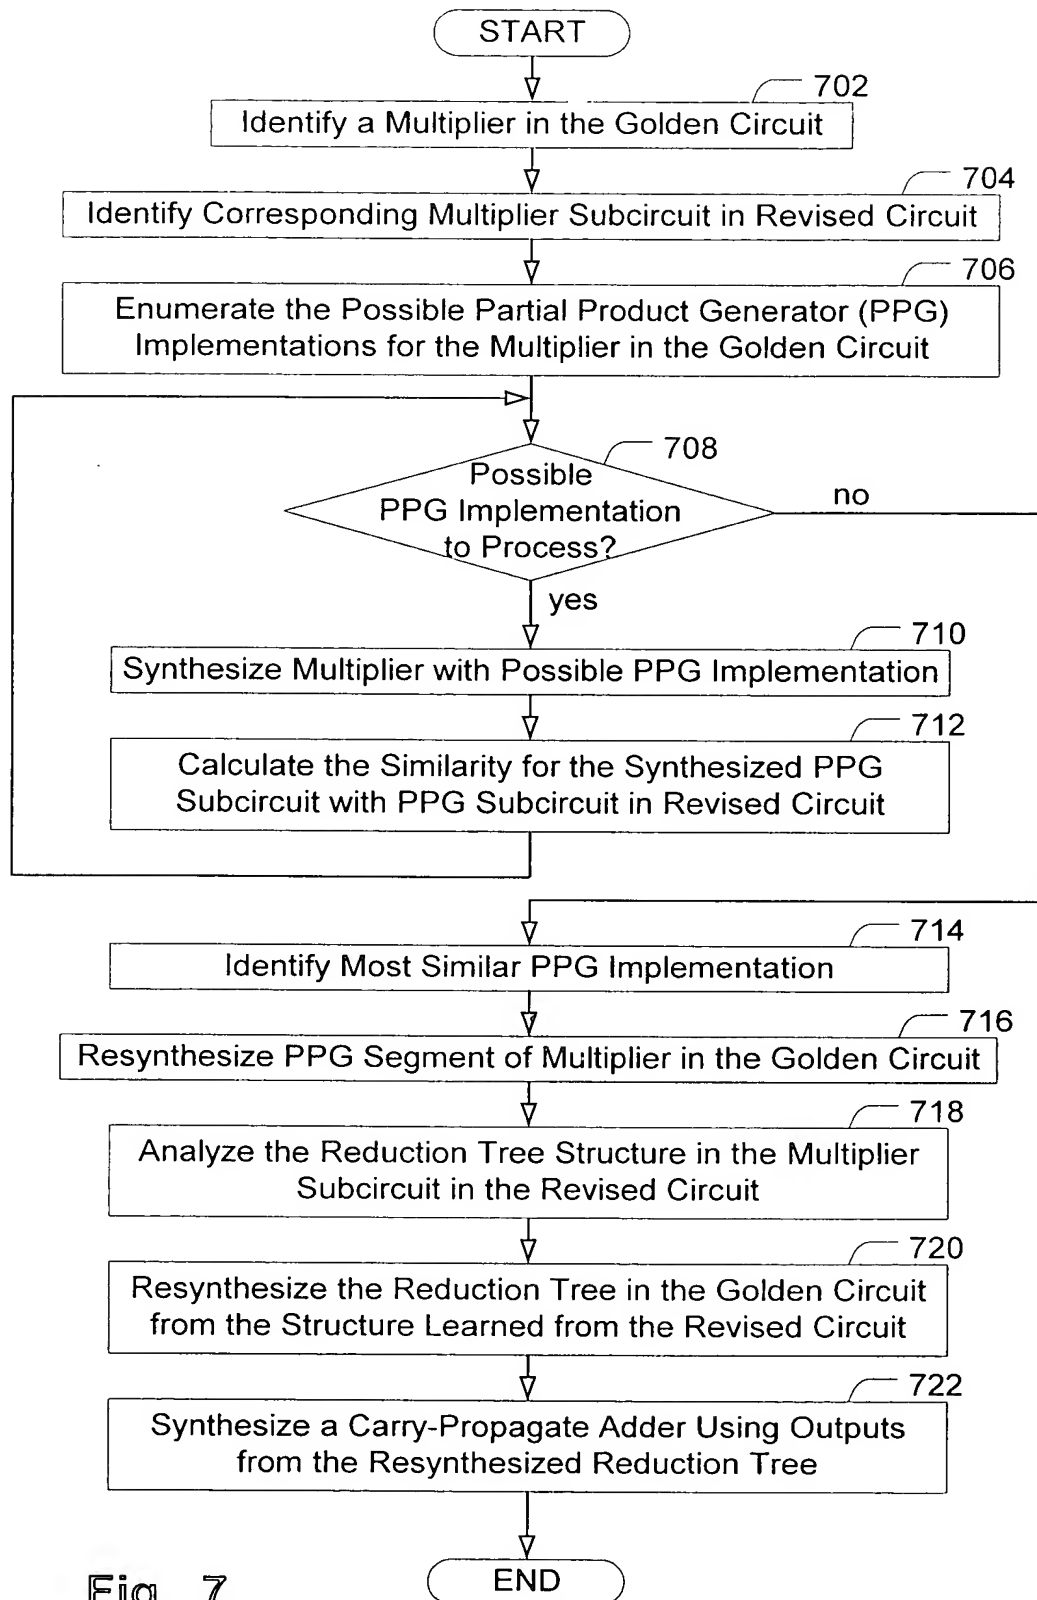 START
702
Identify a Multiplier in the Golden Circuit
704
Identify Corresponding Multiplier Subcircuit in Revised Circuit
706
Enumerate the Possible Partial Product Generator (PPG)
Implementations for the Multiplier in the Golden Circuit
708
Possible
PPG Implementation
to Process?
no
yes
710
Synthesize Multiplier with Possible PPG Implementation
712
Calculate the Similarity for the Synthesized PPG
Subcircuit with PPG Subcircuit in Revised Circuit
714
Identify Most Similar PPG Implementation
716
Resynthesize PPG Segment of Multiplier in the Golden Circuit
718
Analyze the Reduction Tree Structure in the Multiplier
Subcircuit in the Revised Circuit
720
Resynthesize the Reduction Tree in the Golden Circuit
from the Structure Learned from the Revised Circuit
722
Synthesize a Carry-Propagate Adder Using Outputs
from the Resynthesized Reduction Tree
END
Fig. 7